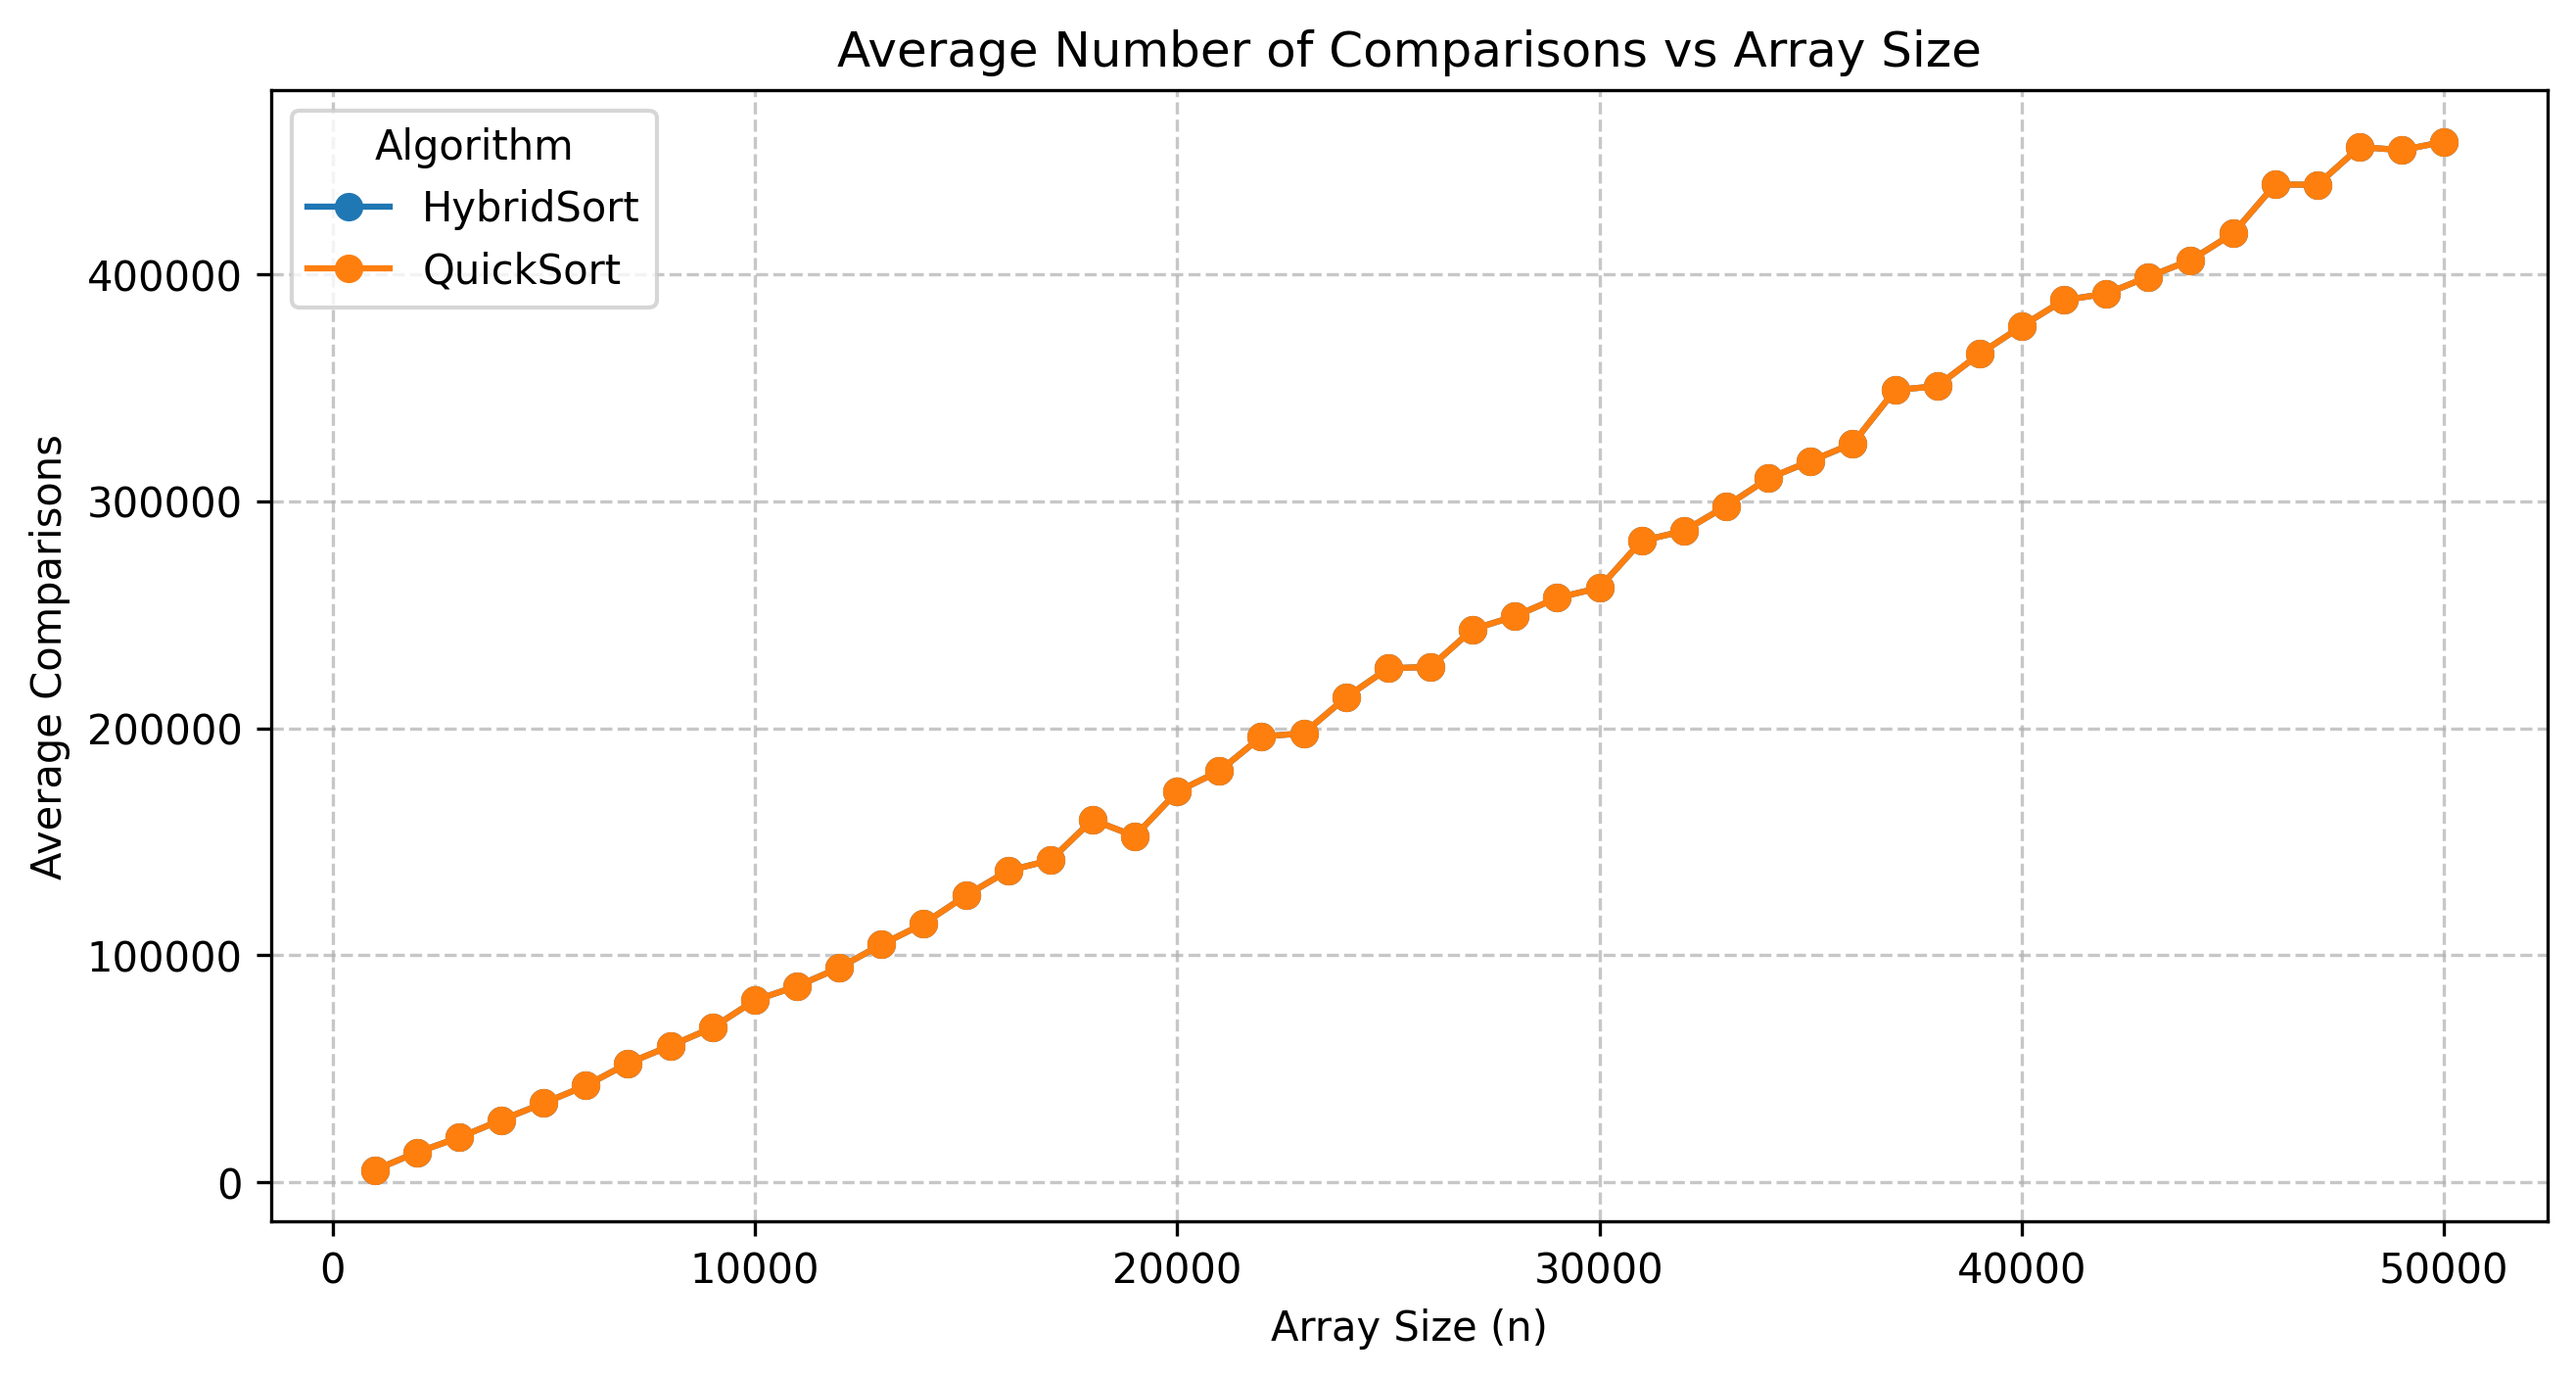 Average Number of Comparisons vs Array Size
Algorithm
HybridSort
QuickSort
Average Comparisons
400000
300000
200000
100000
0
0 10000 20000 30000 40000 50000
Array Size (n)